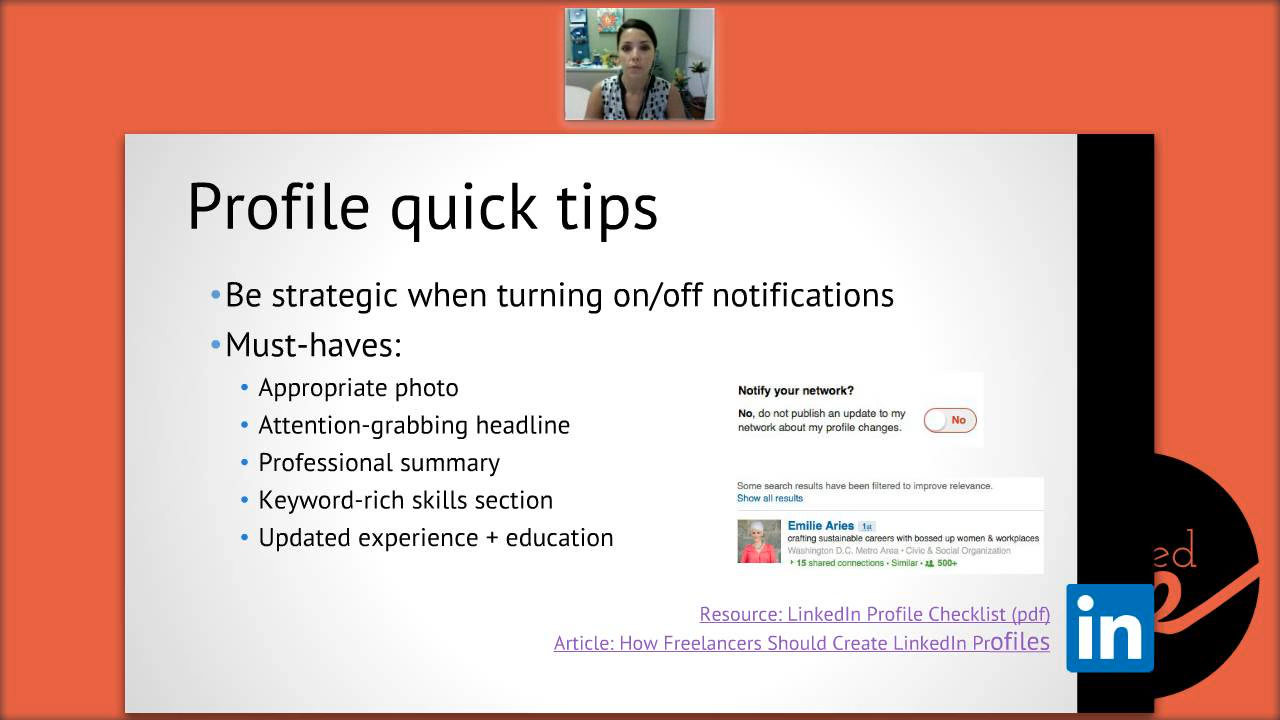 Profile quick tips
•Be strategic when turning on/off notifications
•Must-haves:
• Appropriate photo
• Attention-grabbing headline
• Professional summary
• Keyword-rich skills section
• Updated experience + education
Notify your network?
No, do not publish an update to my
network about my profile changes.
No
Some search results have been filtered to improve relevance.
Show all results
Emilie Aries 1st
crafting sustainable careers with bossed up women & workplaces
Washington D.C. Metro Area • Civic & Social Organization
15 shared connections • Similar • 500+
Resource: LinkedIn Profile Checklist (pdf)
Article: How Freelancers Should Create LinkedIn Profiles
in
ed